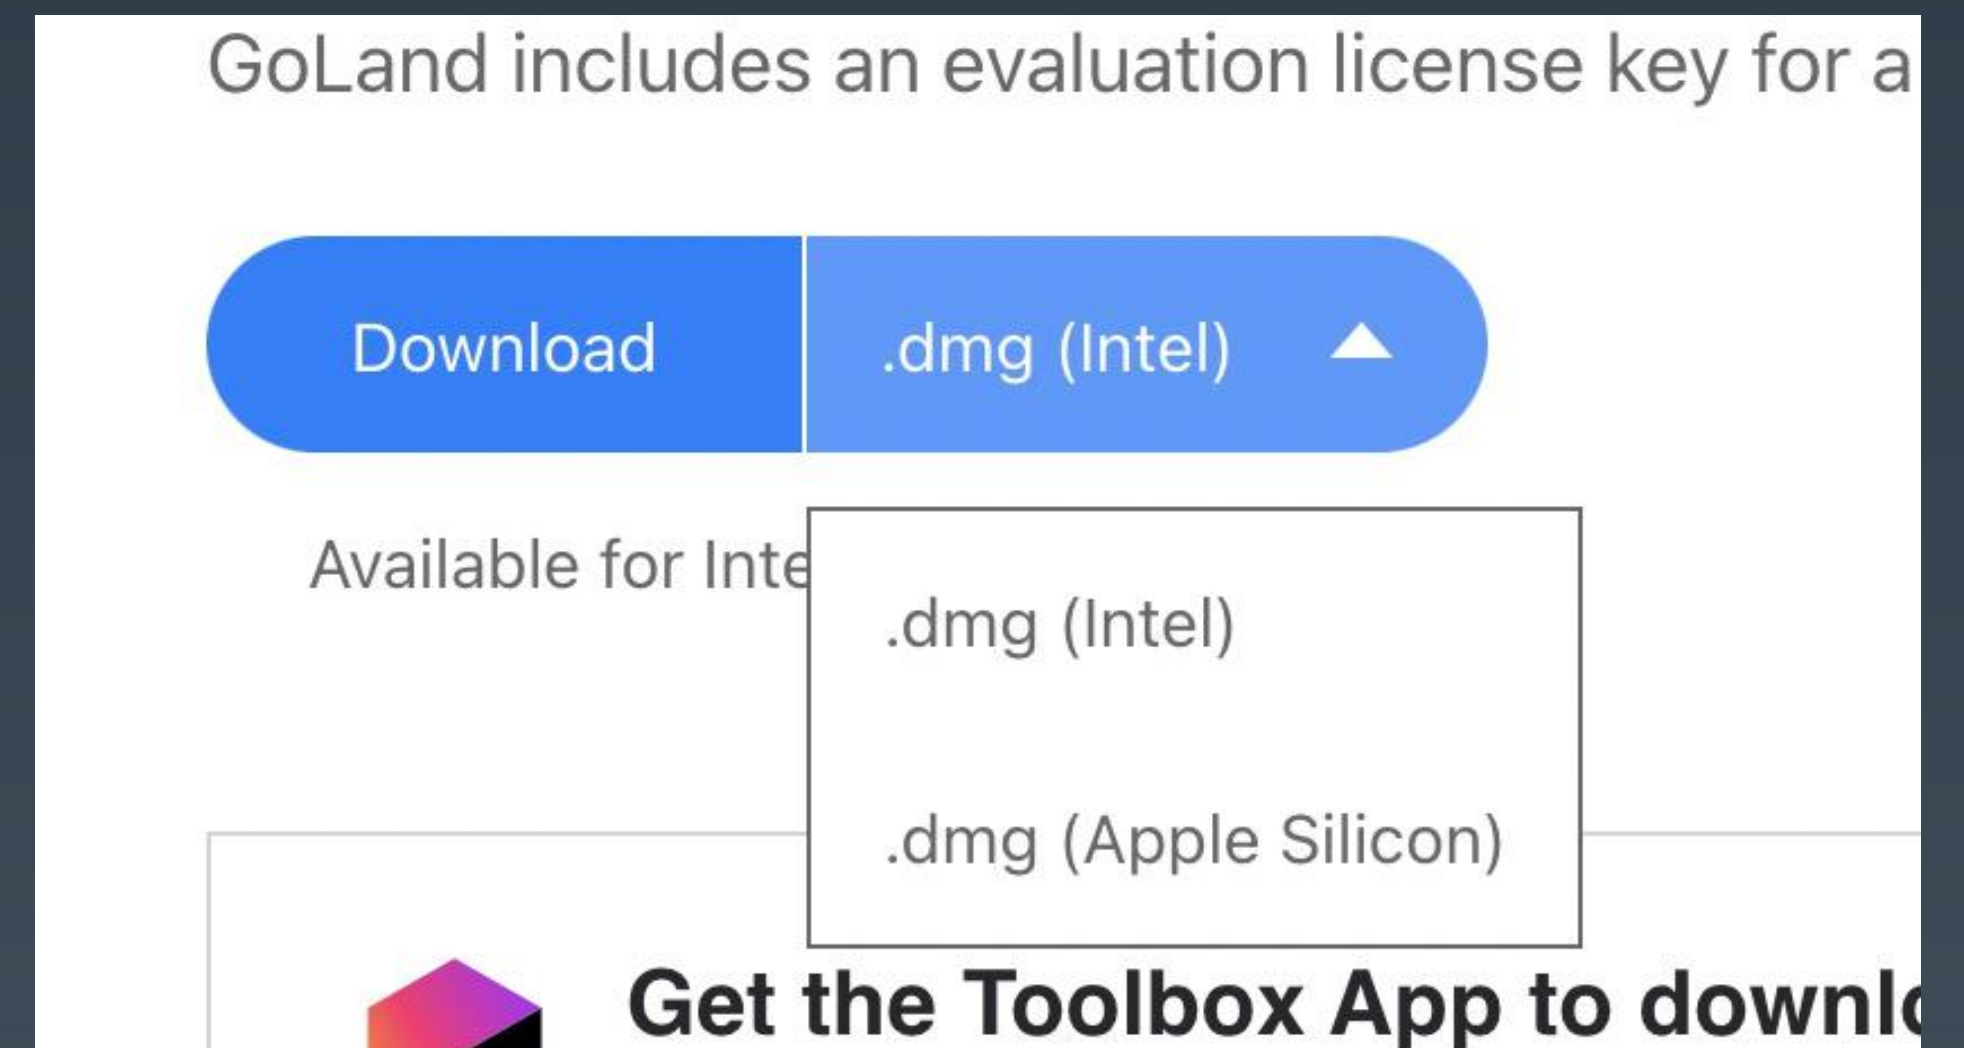 GoLand includes an evaluation license key for a
Download
.dmg (Intel)
Available for Inte
.dmg (Intel)
.dmg (Apple Silicon)
Get the Toolbox App to downlo